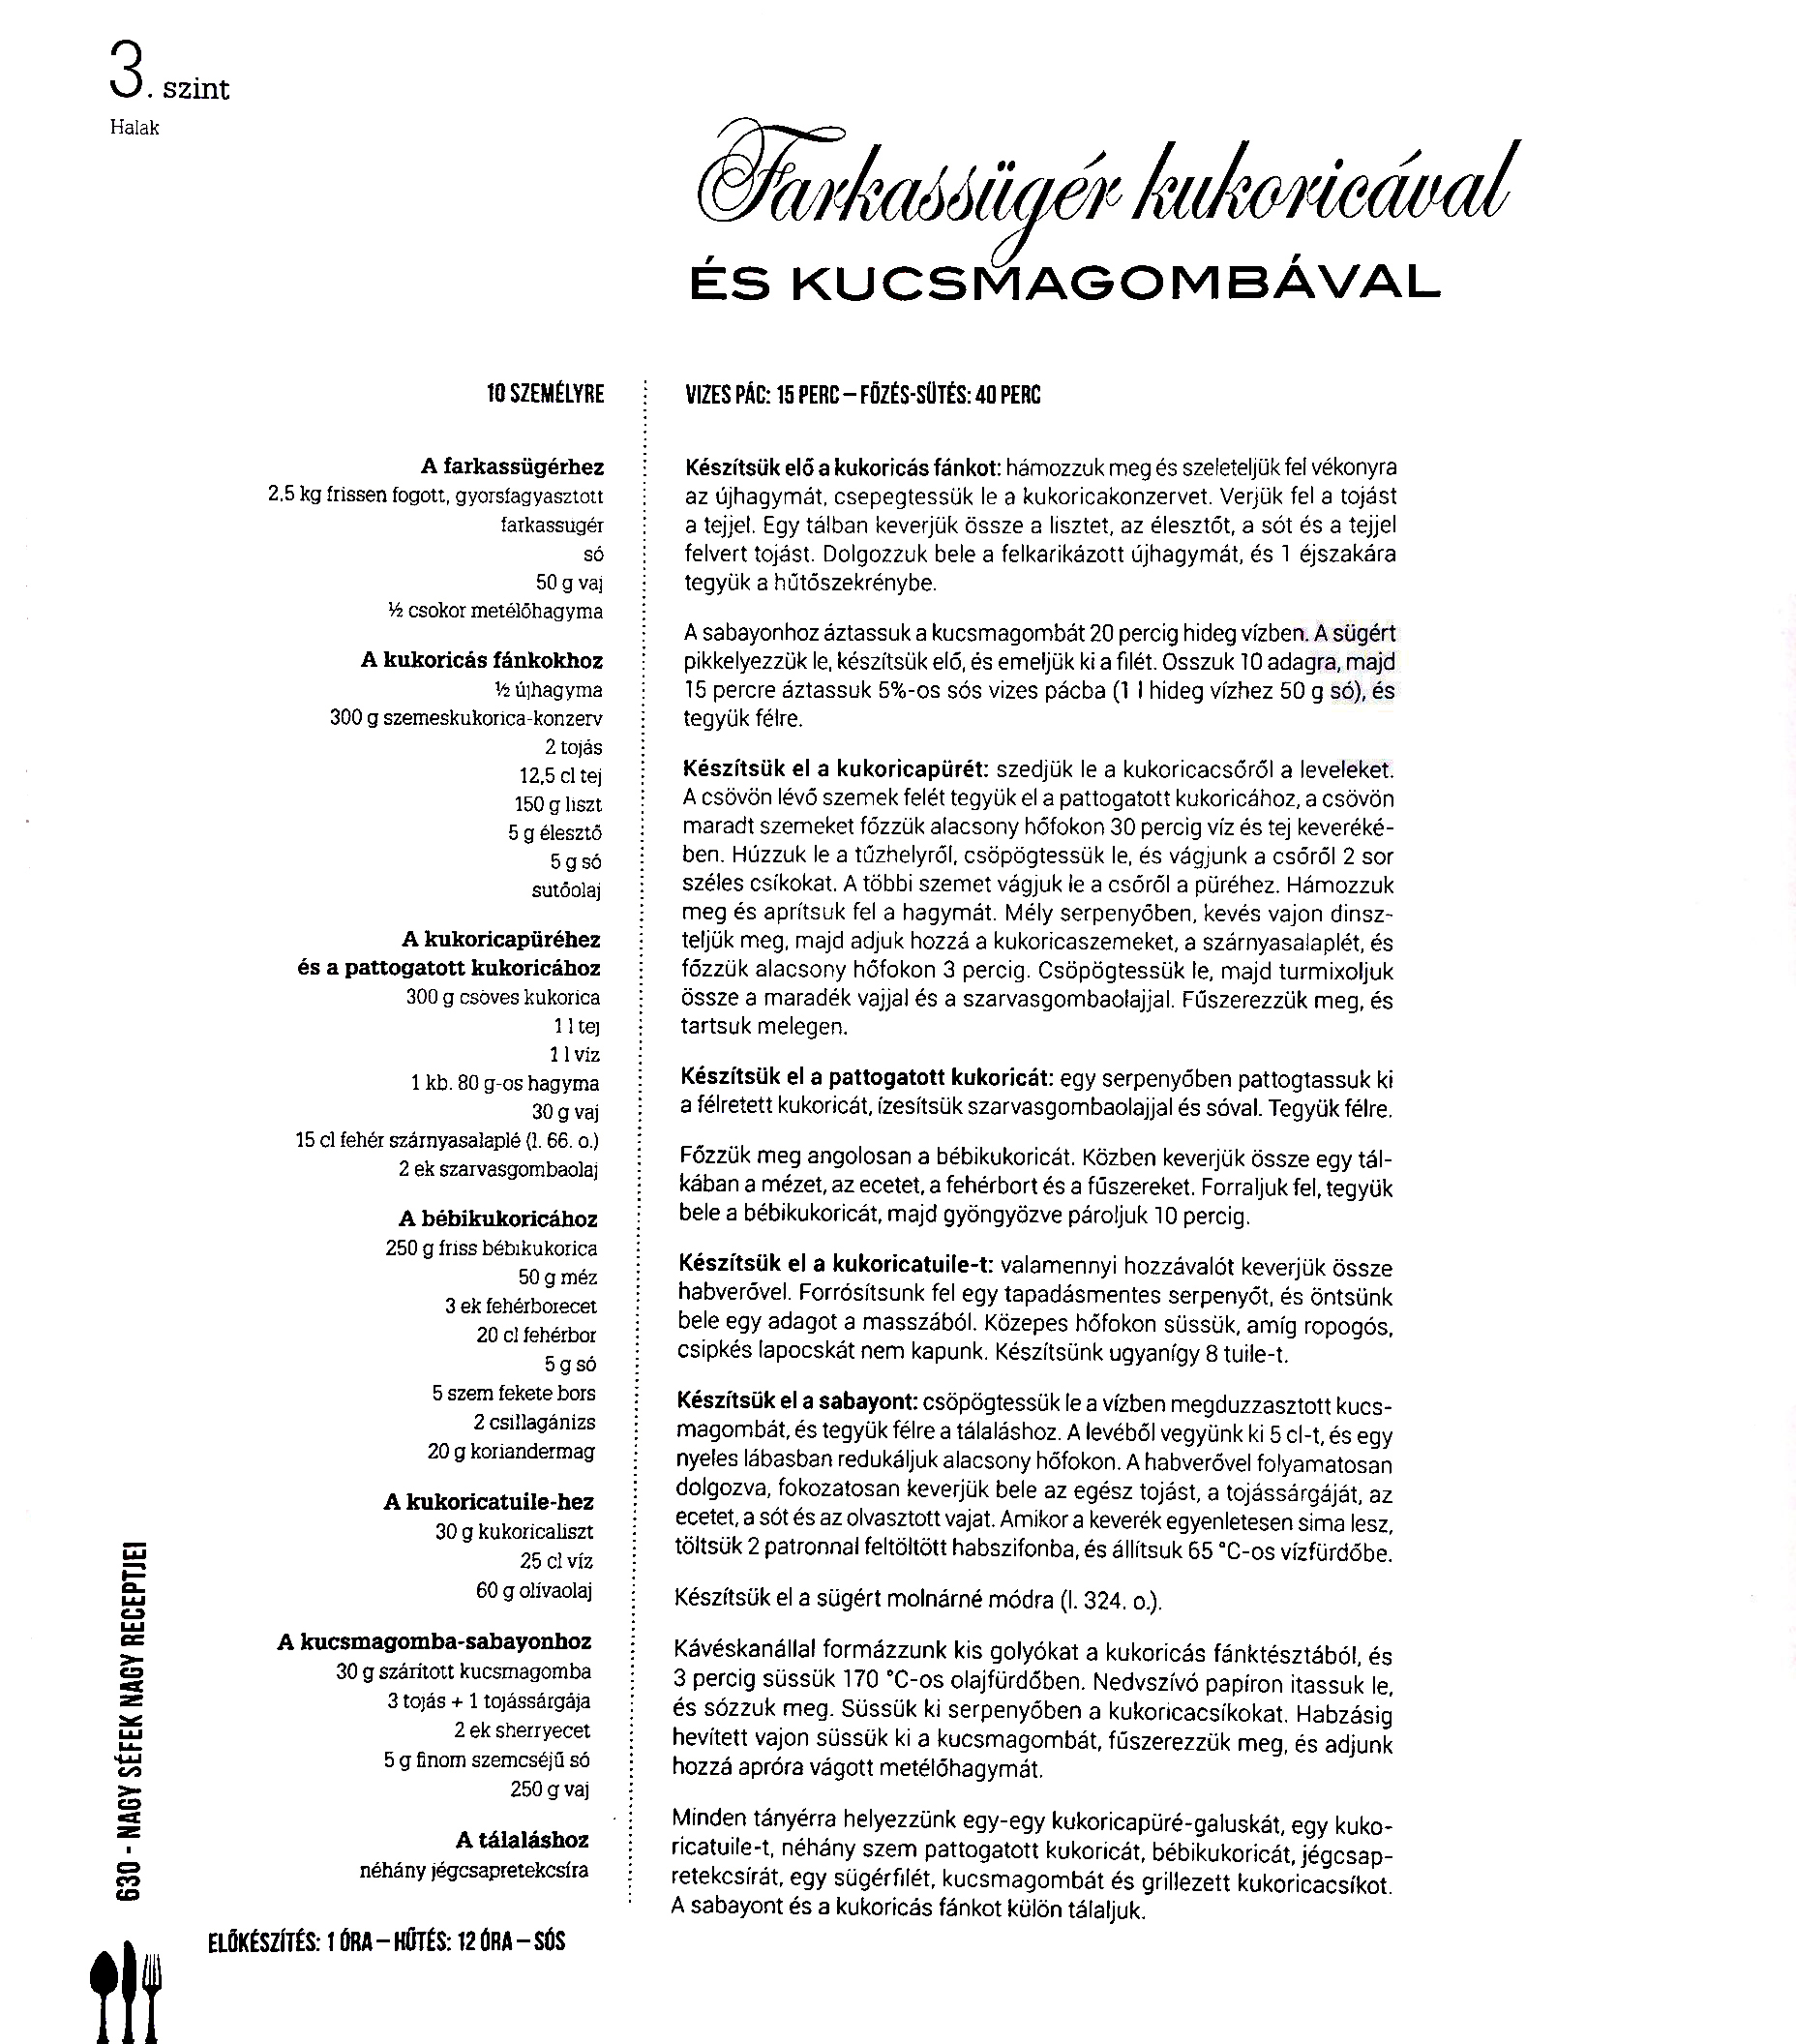 3. szint
Halak
Farkassügér kukoricával
ÉS KUCSMAGOMBÁVAL
10 SZEMÉLYRE
A farkassügérhez
2,5 kg frissen fogott, gyorsfagyasztott
farkassugér
só
50 g vaj
½ csokor metélőhagyma
A kukoricás fánkokhoz
½ újhagyma
300 g szemeskukorica-konzerv
2 tojás
12,5 cl tej
150 g liszt
5 g élesztő
5 g só
sutőolaj
A kukoricapüréhez
és a pattogatott kukoricához
300 g csöves kukorica
1 l tej
1 l víz
1 kb. 80 g-os hagyma
30 g vaj
15 cl fehér szárnyasalaplé (l. 66. o.)
2 ek szarvasgombaolaj
A bébikukoricához
250 g friss bébikukorica
50 g méz
3 ek fehérborecet
20 cl fehérbor
5 g só
5 szem fekete bors
2 csillagánizs
20 g koriandermag
A kukoricatuile-hez
30 g kukoricaliszt
25 cl víz
60 g olívaolaj
A kucsmagomba-sabayonhoz
30 g szárított kucsmagomba
3 tojás + 1 tojássárgája
2 ek sherryecet
5 g finom szemcséjű só
250 g vaj
A tálaláshoz
néhány jégcsapretekcsíra
ELŐKÉSZÍTÉS: 1 ÓRA – HŰTÉS: 12 ÓRA – SÓS
VIZES PÁC: 15 PERC – FŐZÉS-SÜTÉS: 40 PERC
Készítsük elő a kukoricás fánkot: hámozzuk meg és szeleteljük fel vékonyra
az újhagymát, csepegtessük le a kukoricakonzervet. Verjük fel a tojást
a tejjel. Egy tálban keverjük össze a lisztet, az élesztőt, a sót és a tejjel
felvert tojást. Dolgozzuk bele a felkarikázott újhagymát, és 1 éjszakára
tegyük a hűtőszekrénybe.
A sabayonhoz áztassuk a kucsmagombát 20 percig hideg vízben. A sügért
pikkelyezzük le, készítsük elő, és emeljük ki a filét. Osszuk 10 adagra, majd
15 percre áztassuk 5%-os sós vizes pácba (1 l hideg vízhez 50 g só), és
tegyük félre.
Készítsük el a kukoricapürét: szedjük le a kukoricacsőről a leveleket.
A csövön lévő szemek felét tegyük el a pattogatott kukoricához, a csövön
maradt szemeket főzzük alacsony hőfokon 30 percig víz és tej keveréké-
ben. Húzzuk le a tűzhelyről, csöpögtessük le, és vágjunk a csőről 2 sor
széles csíkokat. A többi szemet vágjuk le a csőről a püréhez. Hámozzuk
meg és aprítsuk fel a hagymát. Mély serpenyőben, kevés vajon dinsz-
teljük meg, majd adjuk hozzá a kukoricaszemeket, a szárnyasalaplét, és
főzzük alacsony hőfokon 3 percig. Csöpögtessük le, majd turmixoljuk
össze a maradék vajjal és a szarvasgombaolajjal. Fűszerezzük meg, és
tartsuk melegen.
Készítsük el a pattogatott kukoricát: egy serpenyőben pattogtassuk ki
a félretett kukoricát, ízesítsük szarvasgombaolajjal és sóval. Tegyük félre.
Főzzük meg angolosan a bébikukoricát. Közben keverjük össze egy tál-
kában a mézet, az ecetet, a fehérbort és a fűszereket. Forraljuk fel, tegyük
bele a bébikukoricát, majd gyöngyözve pároljuk 10 percig.
Készítsük el a kukoricatuile-t: valamennyi hozzávalót keverjük össze
habverővel. Forrósítsunk fel egy tapadásmentes serpenyőt, és öntsünk
bele egy adagot a masszából. Közepes hőfokon süssük, amíg ropogós,
csipkés lapocskát nem kapunk. Készítsünk ugyanígy 8 tuile-t.
Készítsük el a sabayont: csöpögtessük le a vízben megduzzasztott kucs-
magombát, és tegyük félre a tálaláshoz. A levéből vegyünk ki 5 cl-t, és egy
nyeles lábasban redukáljuk alacsony hőfokon. A habverővel folyamatosan
dolgozva, fokozatosan keverjük bele az egész tojást, a tojássárgáját, az
ecetet, a sót és az olvasztott vajat. Amikor a keverék egyenletesen sima lesz,
töltsük 2 patronnal feltöltött habszifonba, és állítsuk 65 °C-os vízfürdőbe.
Készítsük el a sügért molnárné módra (l. 324. o.).
Kávéskanállal formázzunk kis golyókat a kukoricás fánktésztából, és
3 percig süssük 170 °C-os olajfürdőben. Nedvszívó papíron itassuk le,
és sózzuk meg. Süssük ki serpenyőben a kukoricacsíkokat. Habzásig
hevített vajon süssük ki a kucsmagombát, fűszerezzük meg, és adjunk
hozzá apróra vágott metélőhagymát.
Minden tányérra helyezzünk egy-egy kukoricapüré-galuskát, egy kuko-
ricatuile-t, néhány szem pattogatott kukoricát, bébikukoricát, jégcsap-
retekcsírát, egy sügérfilét, kucsmagombát és grillezett kukoricacsíkot.
A sabayont és a kukoricás fánkot külön tálaljuk.
630 - NAGY SÉFEK NAGY RECEPTJEI